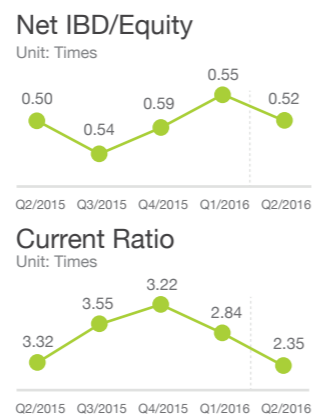 Net IBD/Equity
Unit: Times
0.50 0.54 0.59 0.55 0.52
Q2/2015 Q3/2015 Q4/2015 Q1/2016 Q2/2016
Current Ratio
Unit: Times
3.32 3.55 3.22 2.84 2.35
Q2/2015 Q3/2015 Q4/2015 Q1/2016 Q2/2016